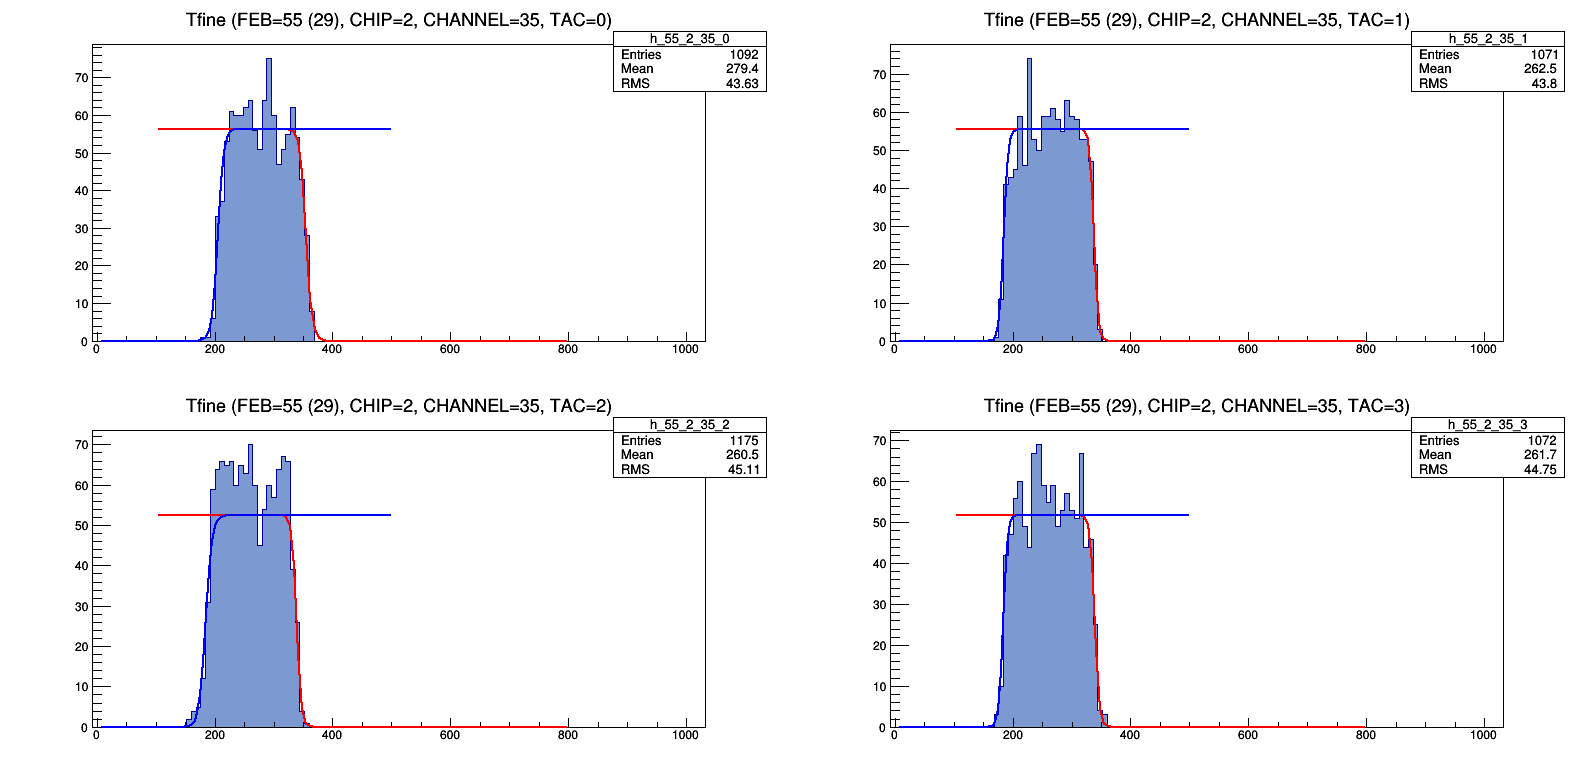 Tfine (FEB=55 (29), CHIP=2, CHANNEL=35, TAC=0)
h_55_2_35_0
Entries 1092
Mean 279.4
RMS 43.63
70
60
50
40
30
20
10
0
0 200 400 600 800 1000
Tfine (FEB=55 (29), CHIP=2, CHANNEL=35, TAC=1)
h_55_2_35_1
Entries 1071
Mean 262.5
RMS 43.8
70
60
50
40
30
20
10
0
0 200 400 600 800 1000
Tfine (FEB=55 (29), CHIP=2, CHANNEL=35, TAC=2)
h_55_2_35_2
Entries 1175
Mean 260.5
RMS 45.11
70
60
50
40
30
20
10
0
0 200 400 600 800 1000
Tfine (FEB=55 (29), CHIP=2, CHANNEL=35, TAC=3)
h_55_2_35_3
Entries 1072
Mean 261.7
RMS 44.75
70
60
50
40
30
20
10
0
0 200 400 600 800 1000